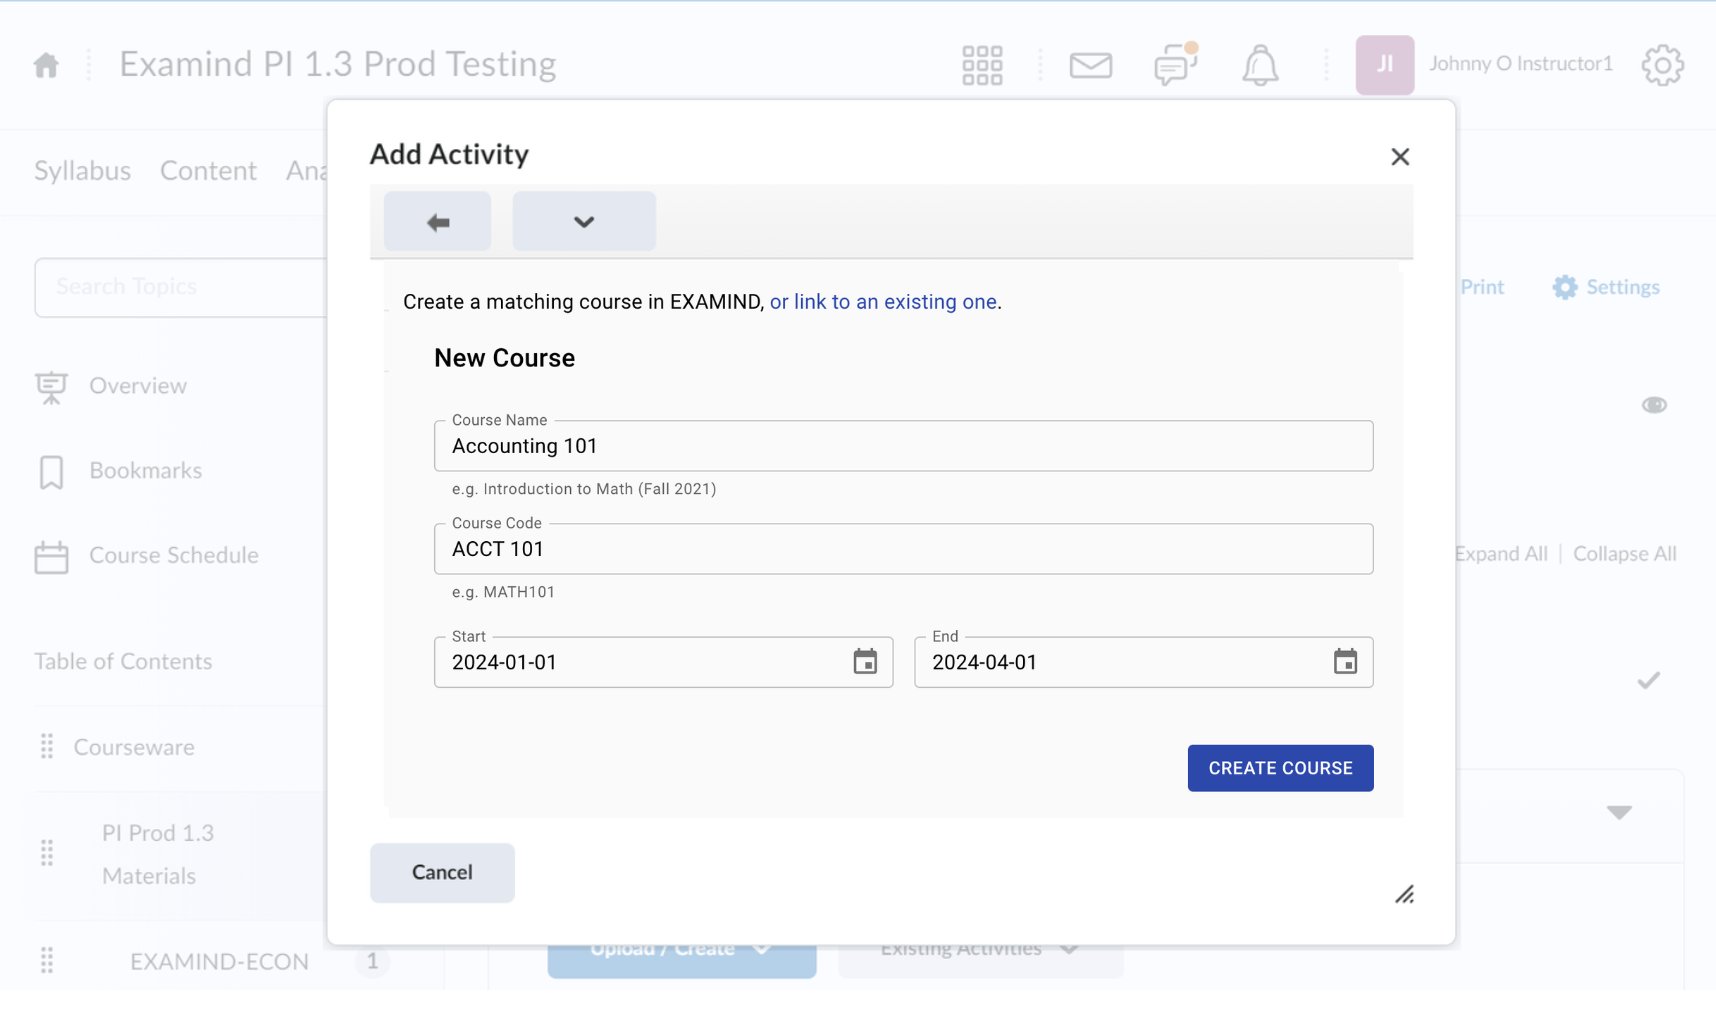 Examind PI 1.3 Prod Testing
JI
Johnny O Instructor1
Syllabus
Content
Add Activity
Search Topics
Print
Settings
Create a matching course in EXAMIND, or link to an existing one.
New Course
Overview
Course Name
Accounting 101
Bookmarks
e.g. Introduction to Math (Fall 2021)
Course Code
ACCT 101
Course Schedule
Expand All | Collapse All
e.g. MATH101
Start
2024-01-01
End
2024-04-01
Table of Contents
Courseware
CREATE COURSE
PI Prod 1.3
Materials
Cancel
EXAMIND-ECON
1
Upload / Create
Existing Activities